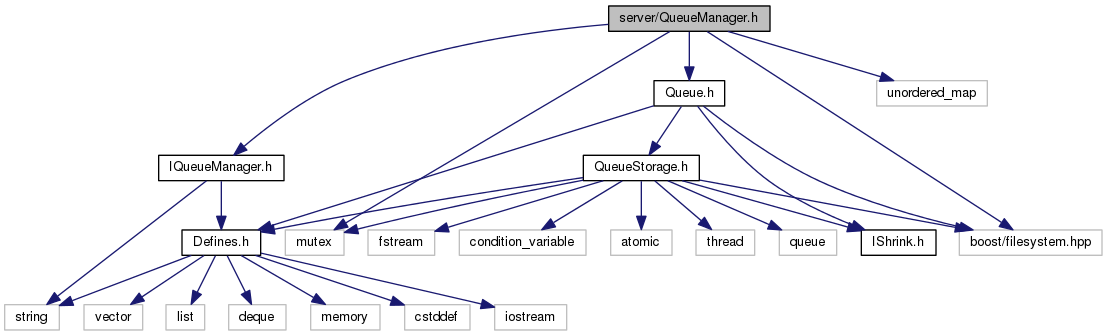 server/QueueManager.h
Queue.h
unordered_map
IQueueManager.h
QueueStorage.h
Defines.h
mutex
fstream
condition_variable
atomic
thread
queue
IShrink.h
boost/filesystem.hpp
string
vector
list
deque
memory
cstddef
iostream